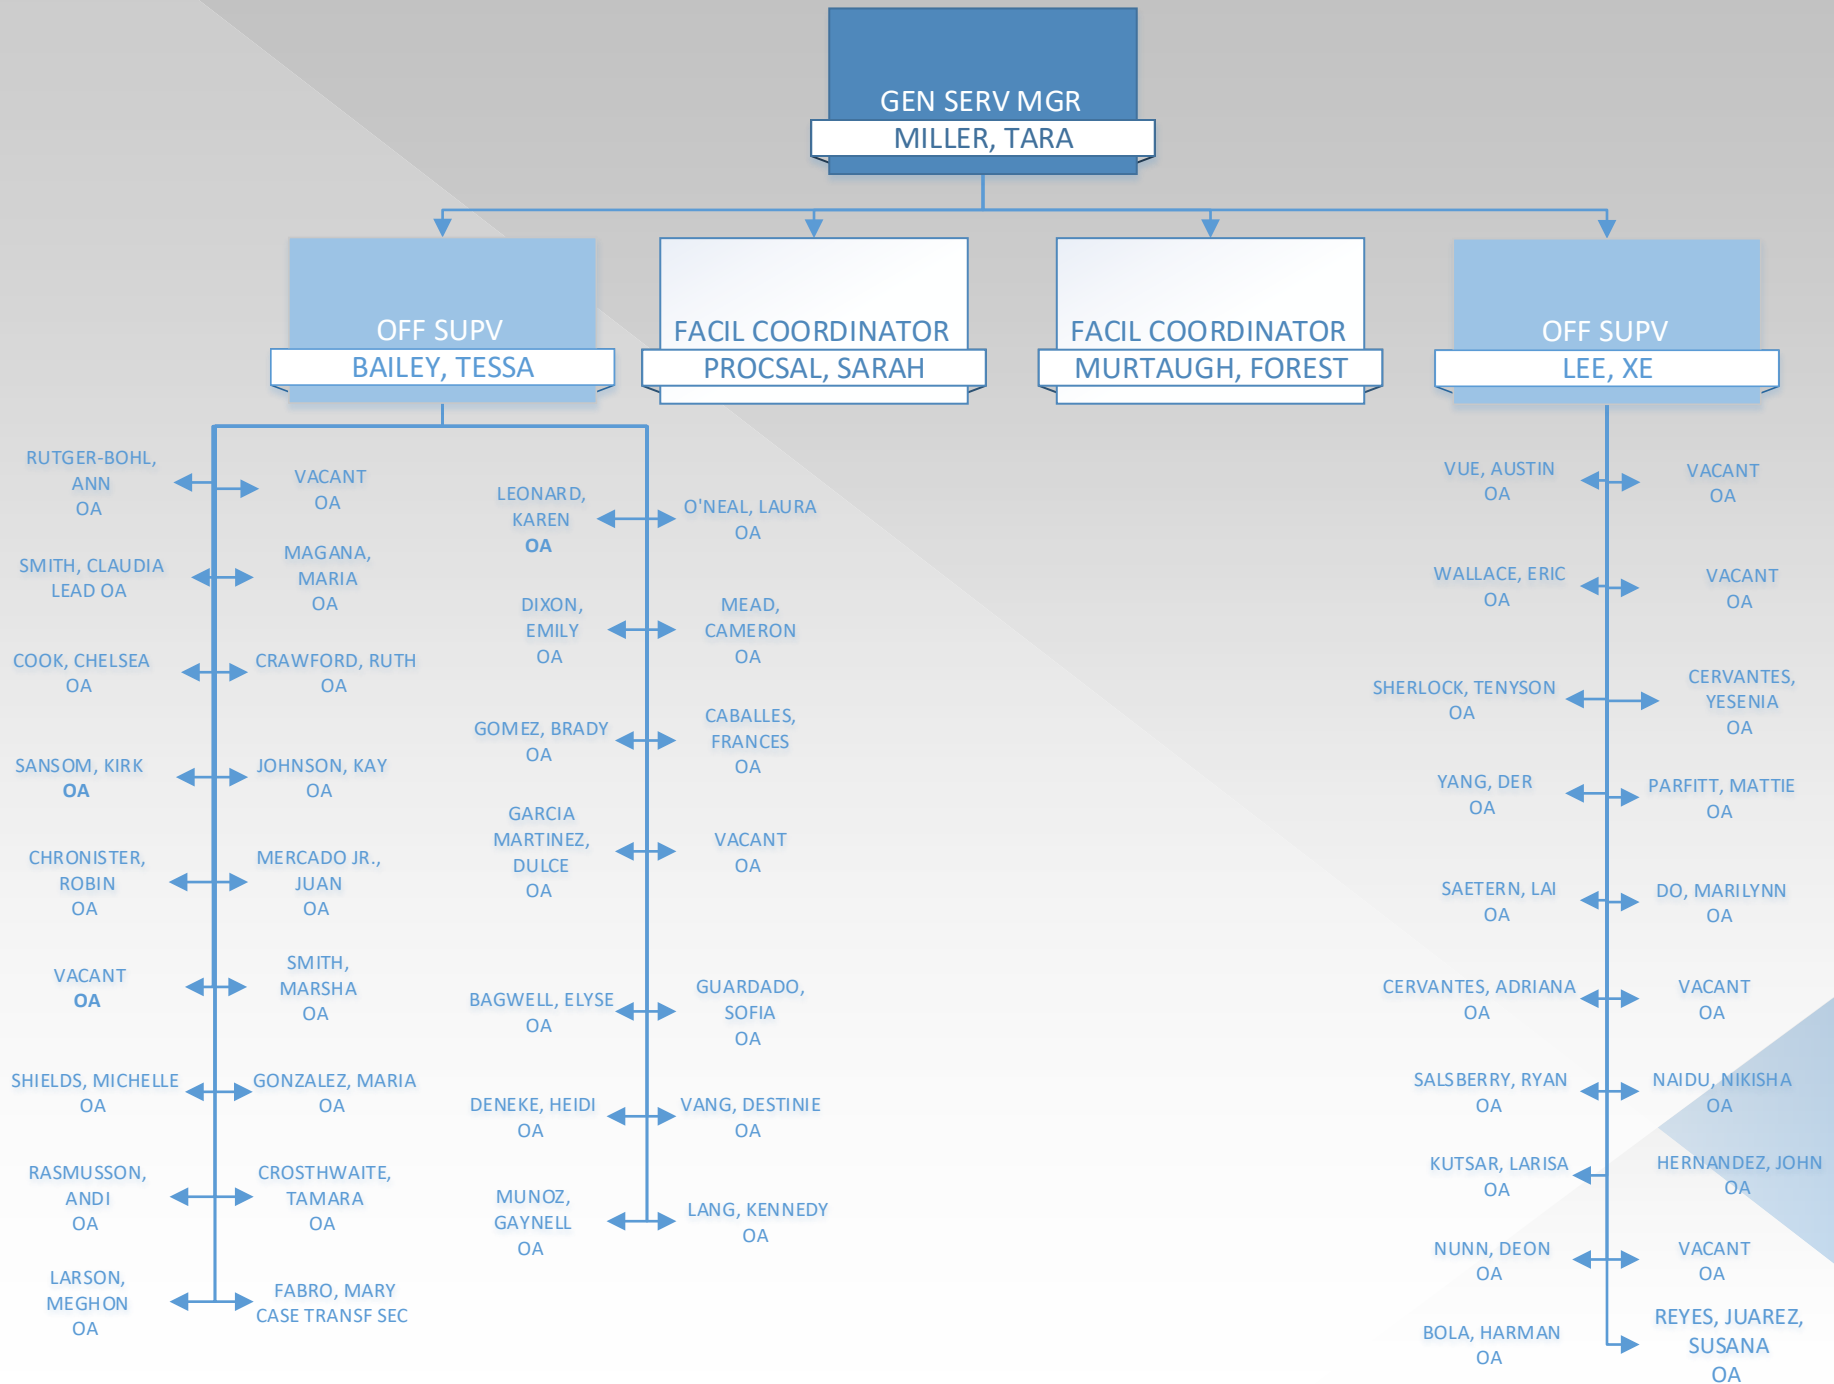 GEN SERV MGR
MILLER, TARA
OFF SUPV
BAILEY, TESSA
FACIL COORDINATOR
PROCSAL, SARAH
FACIL COORDINATOR
MURTAUGH, FOREST
OFF SUPV
LEE, XE
RUTGER-BOHL,
ANN
OA
VACANT
OA
SMITH, CLAUDIA
LEAD OA
MAGANA,
MARIA
OA
COOK, CHELSEA
OA
CRAWFORD, RUTH
OA
SANSOM, KIRK
OA
JOHNSON, KAY
OA
CHRONISTER,
ROBIN
OA
MERCADO JR.,
JUAN
OA
VACANT
OA
SMITH,
MARSHA
OA
SHIELDS, MICHELLE
OA
GONZALEZ, MARIA
OA
RASMUSSON,
ANDI
OA
CROSTHWAITE,
TAMARA
OA
LARSON,
MEGHON
OA
FABRO, MARY
CASE TRANSF SEC
LEONARD,
KAREN
OA
O'NEAL, LAURA
OA
DIXON,
EMILY
OA
MEAD,
CAMERON
OA
GOMEZ, BRADY
OA
CABALLES,
FRANCES
OA
GARCIA
MARTINEZ,
DULCE
OA
VACANT
OA
BAGWELL, ELYSE
OA
GUARDADO,
SOFIA
OA
DENEKE, HEIDI
OA
VANG, DESTINIE
OA
MUNOZ,
GAYNELL
OA
LANG, KENNEDY
OA
VUE, AUSTIN
OA
VACANT
OA
WALLACE, ERIC
OA
VACANT
OA
SHERLOCK, TENYSON
OA
CERVANTES,
YESENIA
OA
YANG, DER
OA
PARFITT, MATTIE
OA
SAETERN, LAI
OA
DO, MARILYNN
OA
CERVANTES, ADRIANA
OA
VACANT
OA
SALSBERRY, RYAN
OA
NAIDU, NIKISHA
OA
KUTSAR, LARISA
OA
HERNANDEZ, JOHN
OA
NUNN, DEON
OA
VACANT
OA
BOLA, HARMAN
OA
REYES, JUAREZ,
SUSANA
OA